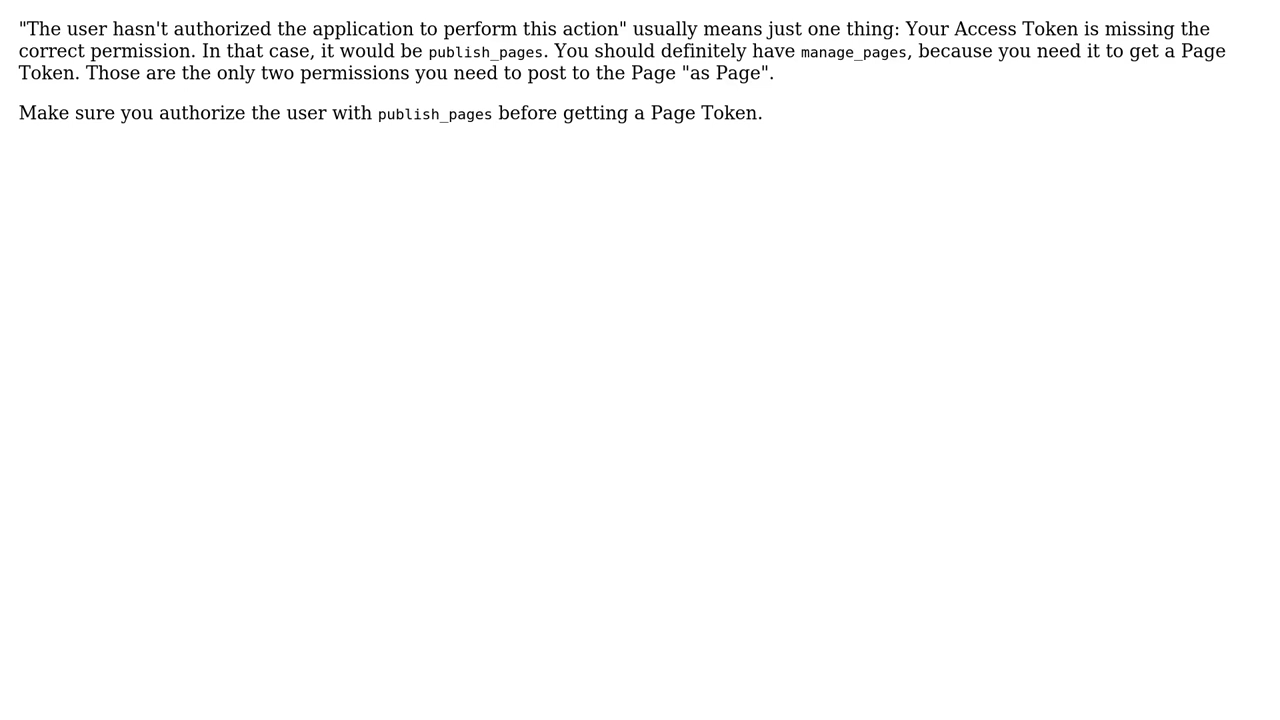 "The user hasn't authorized the application to perform this action" usually means just one thing: Your Access Token is missing the
correct permission. In that case, it would be publish_pages. You should definitely have manage_pages, because you need it to get a Page
Token. Those are the only two permissions you need to post to the Page "as Page".
Make sure you authorize the user with publish_pages before getting a Page Token.